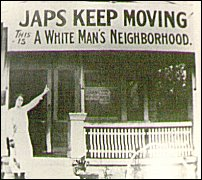 JAPS KEEP MOVING
THIS IS A WHITE MAN'S NEIGHBORHOOD.